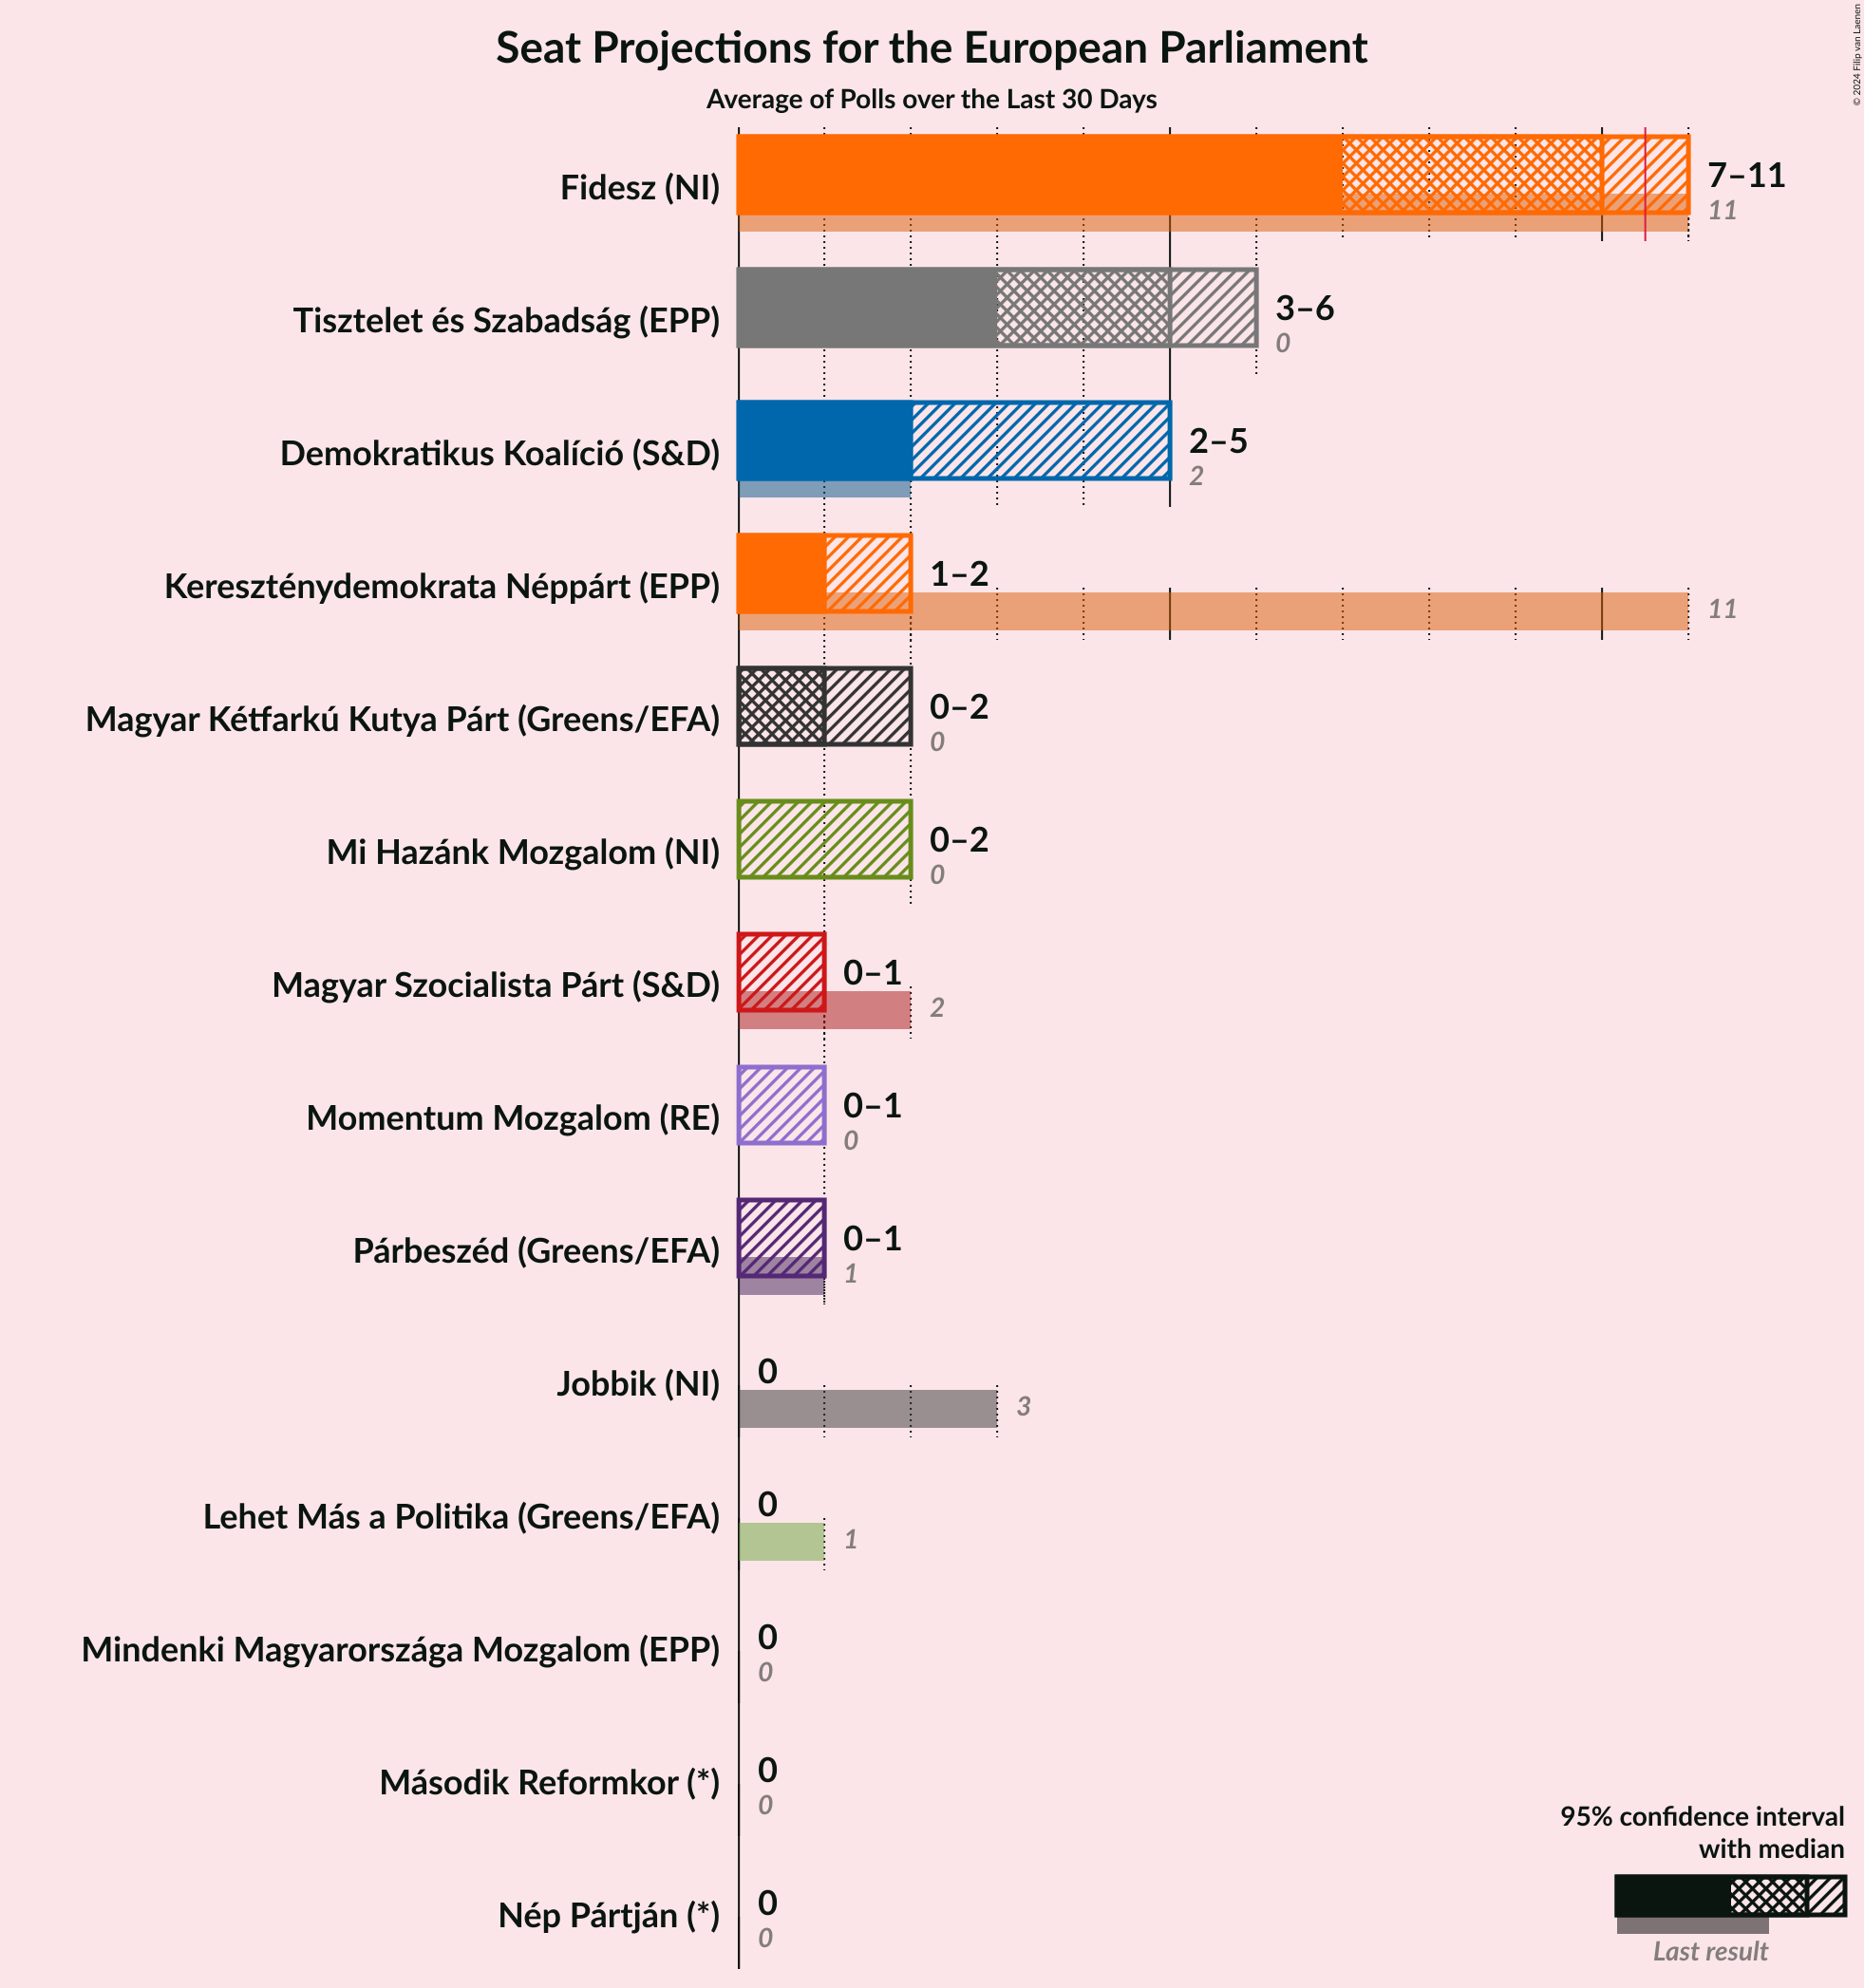 Seat Projections for the European Parliament
Average of Polls over the Last 30 Days
© 2024 Filip van Laenen
Fidesz (NI)
7–11
11
Tisztelet és Szabadság (EPP)
3–6
0
Demokratikus Koalíció (S&D)
2–5
2
Kereszténydemokrata Néppárt (EPP)
1–2
11
Magyar Kétfarkú Kutya Párt (Greens/EFA)
0–2
0
Mi Hazánk Mozgalom (NI)
0–2
0
Magyar Szocialista Párt (S&D)
0–1
2
Momentum Mozgalom (RE)
0–1
0
Párbeszéd (Greens/EFA)
0–1
1
Jobbik (NI)
0
3
Lehet Más a Politika (Greens/EFA)
0
1
Mindenki Magyarországa Mozgalom (EPP)
0
0
Második Reformkor (*)
0
0
Nép Pártján (*)
0
0
95% confidence interval
with median
Last result